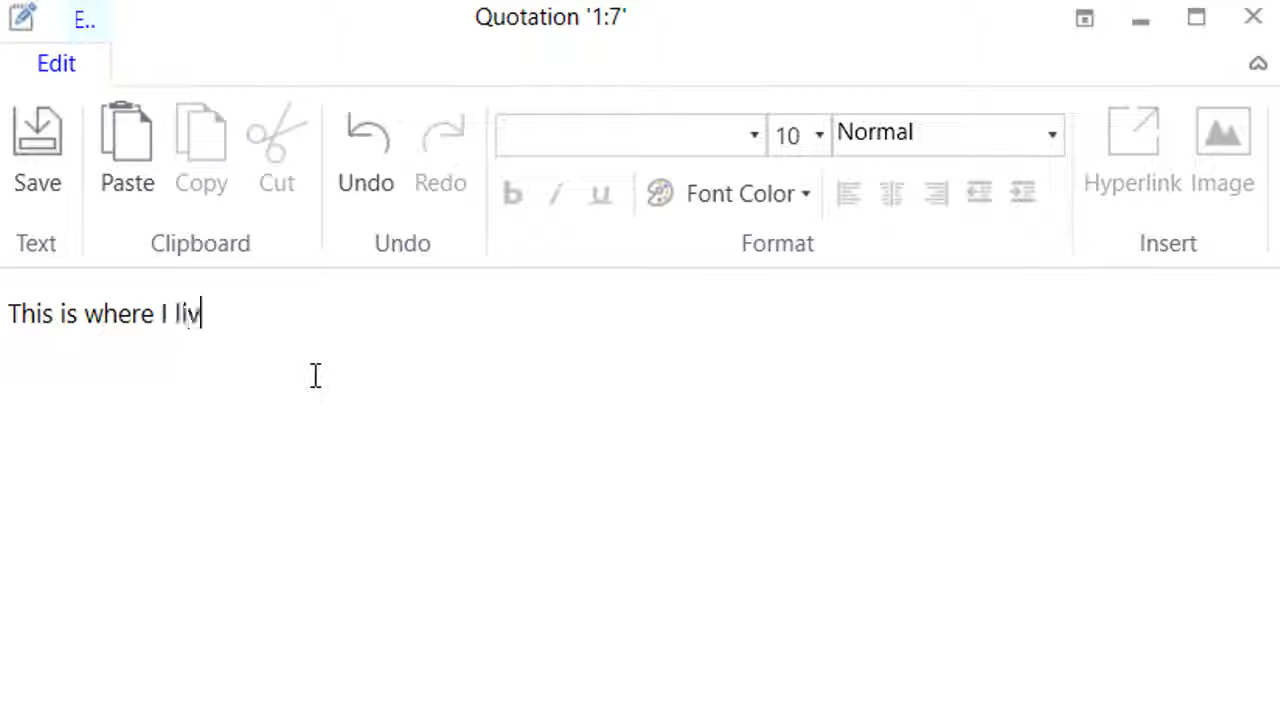 E..
Quotation '1:7'
Edit
Save
Paste
Copy
Cut
Undo
Redo
10
Normal
b i u
Font Color
Hyperlink
Image
Text
Clipboard
Undo
Format
Insert
This is where I liv